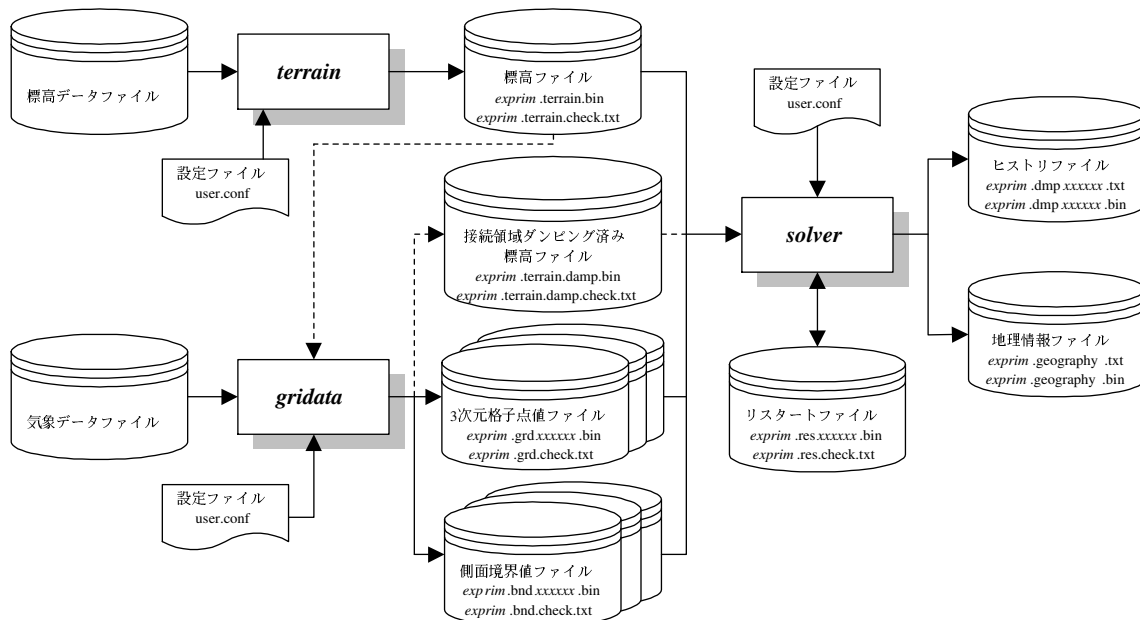 標高データファイル
terrain
設定ファイル
user.conf
標高ファイル
exprim .terrain.bin
exprim .terrain.check.txt
接続領域ダンピング済み
標高ファイル
exprim .terrain.damp.bin
exprim .terrain.damp.check.txt
気象データファイル
gridata
設定ファイル
user.conf
3次元格子点値ファイル
exprim .grd xxxxxx .bin
exprim .grd.check.txt
側面境界値ファイル
exprim .bnd xxxxxx .bin
exprim .bnd.check.txt
設定ファイル
user.conf
solver
リスタートファイル
exprim .res xxxxxx .bin
exprim .res.check.txt
ヒストリファイル
exprim .dmp xxxxxx .txt
exprim .dmp xxxxxx .bin
地理情報ファイル
exprim .geography .txt
exprim .geography .bin